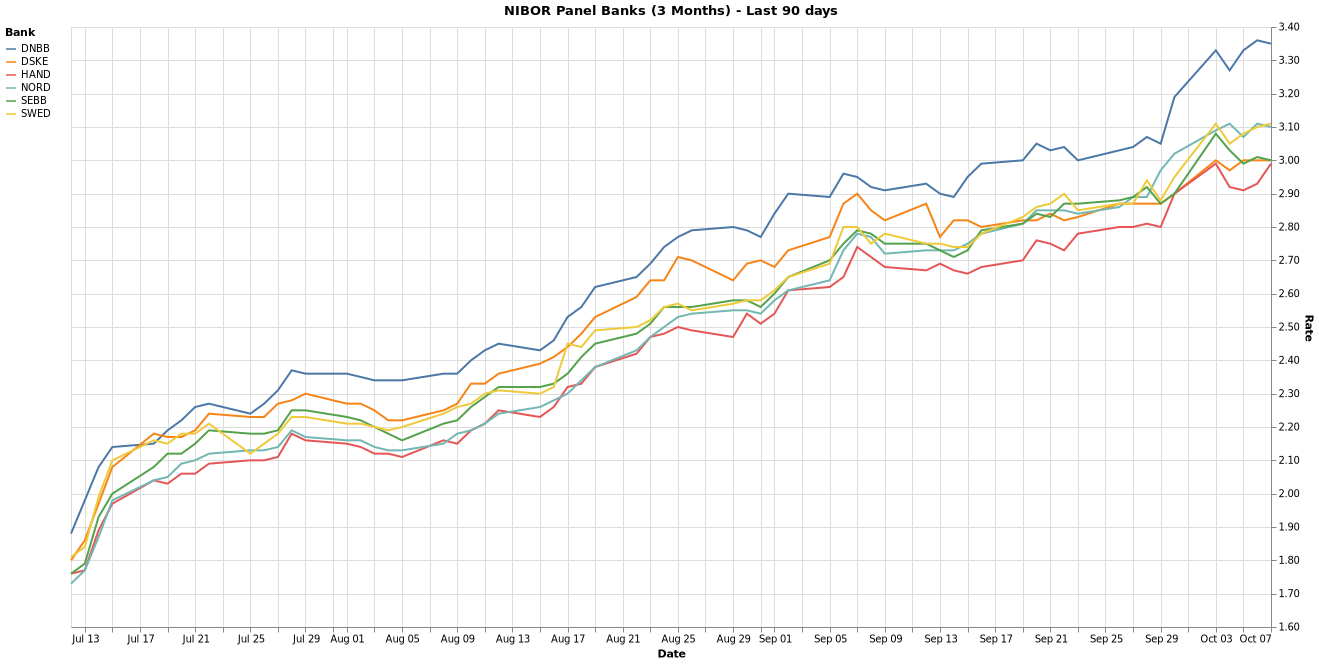 NIBOR Panel Banks (3 Months) - Last 90 days
Bank
DNBB
DSKE
HAND
NORD
SEBB
SWED
3.40
3.30
3.20
3.10
3.00
2.90
2.80
2.70
2.60
2.50
2.40
2.30
2.20
2.10
2.00
1.90
1.80
1.70
1.60
Rate
Jul 13 Jul 17 Jul 21 Jul 25 Jul 29 Aug 01 Aug 05 Aug 09 Aug 13 Aug 17 Aug 21 Aug 25 Aug 29 Sep 01 Sep 05 Sep 09 Sep 13 Sep 17 Sep 21 Sep 25 Sep 29 Oct 03 Oct 07
Date